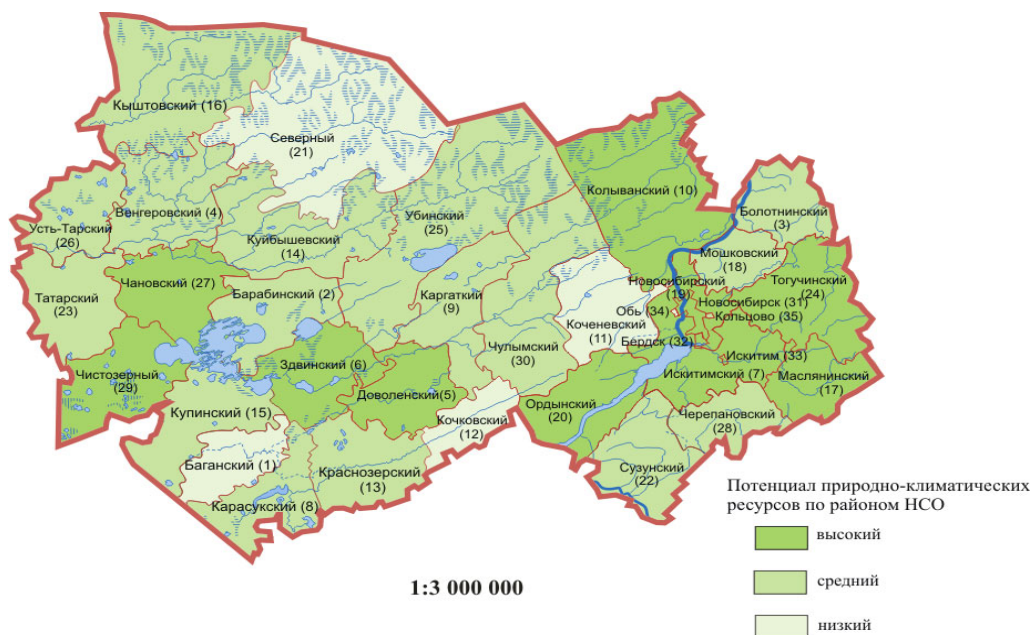 Кыштовский (16)
Северный
(21)
Колыванский (10)
Болотнинский
(3)
Венгеровский (4)
Убинский
(25)
Усть-Тарский
(26)
Куйбышевский
(14)
Мошковский
(18)
Чановский (27)
Новосибирский
(19)
Тогучинский
(24)
Татарский
(23)
Барабинский (2)
Каргаткий
(9)
Обь (34)
Новосибирск (31)
Кольцово (35)
Коченевский
(11)
Чулымский
(30)
Бердск (32)
Искитим (33)
Здвинский (6)
Чистозерный
(29)
Искитимский (7)
Маслянинский
(17)
Доволенский(5)
Ордынский
(20)
Купинский (15)
Кочковский
(12)
Черепановский
(28)
Баганский (1)
Краснозерский
(13)
Сузунский
(22)
Карасукский (8)
Потенциал природно-климатических
ресурсов по районом НСО
высокий
средний
низкий
1:3 000 000